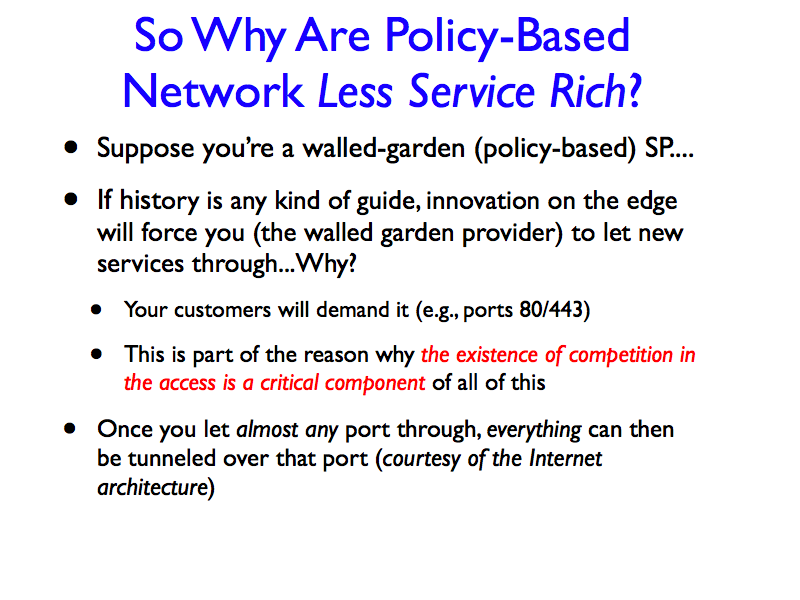 So Why Are Policy-Based
Network Less Service Rich?
• Suppose you're a walled-garden (policy-based) SP....
• If history is any kind of guide, innovation on the edge
will force you (the walled garden provider) to let new
services through...Why?
• Your customers will demand it (e.g., ports 80/443)
• This is part of the reason why the existence of competition in
the access is a critical component of all of this
• Once you let almost any port through, everything can then
be tunneled over that port (courtesy of the Internet
architecture)